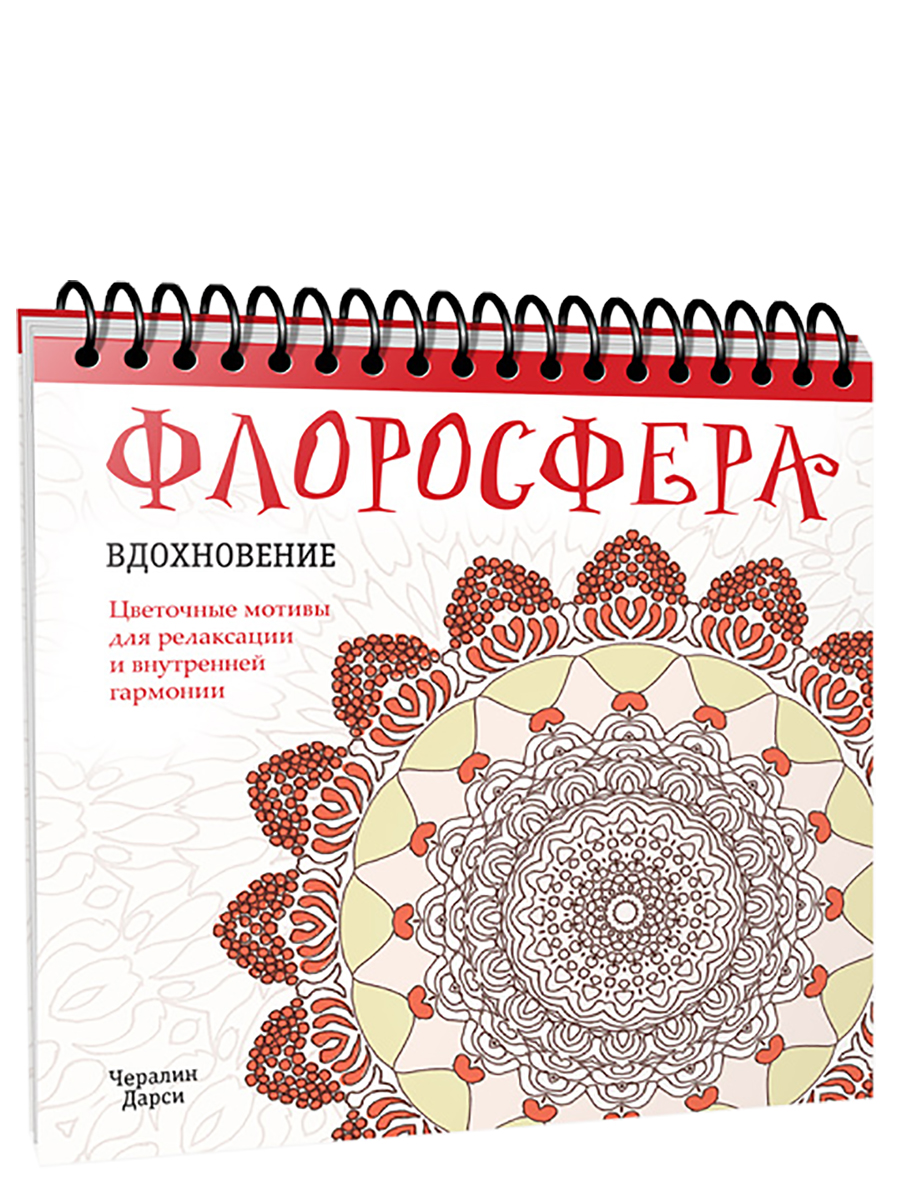 ФЛОРОСФЕРА
ВДОХНОВЕНИЕ
Цветочные мотивы
для релаксации
и внутренней
гармонии
Чералин
Дарси